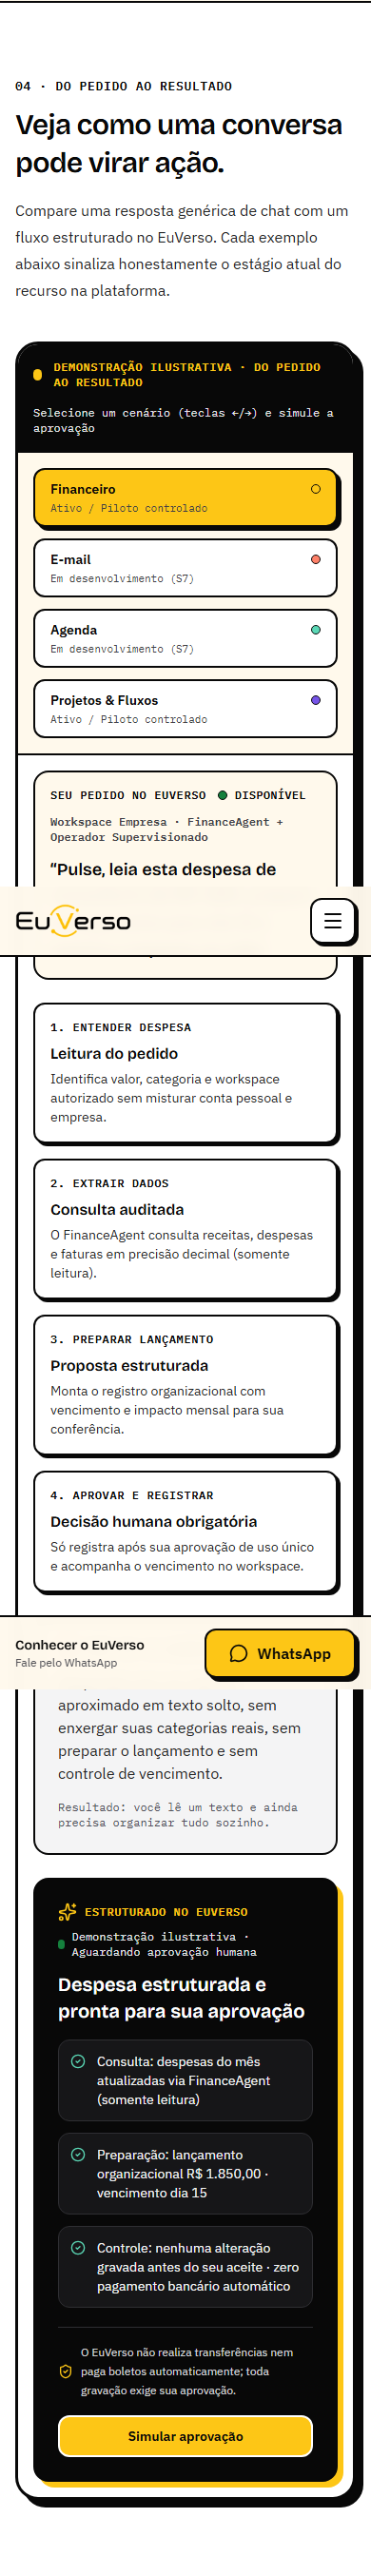 04 · DO PEDIDO AO RESULTADO
Veja como uma conversa
pode virar ação.
Compare uma resposta genérica de chat com um
fluxo estruturado no EuVerso. Cada exemplo
abaixo sinaliza honestamente o estágio atual do
recurso na plataforma.
DEMONSTRAÇÃO ILUSTRATIVA · DO PEDIDO
AO RESULTADO
Selecione um cenário (teclas ←/→) e simule a
aprovação
Financeiro
Ativo / Piloto controlado
E-mail
Em desenvolvimento (S7)
Agenda
Em desenvolvimento (S7)
Projetos & Fluxos
Ativo / Piloto controlado
SEU PEDIDO NO EUVERSO DISPONÍVEL
Workspace Empresa · FinanceAgent +
Operador Supervisionado
“Pulse, leia esta despesa de
EuVerso
1. ENTENDER DESPESA
Leitura do pedido
Identifica valor, categoria e workspace
autorizado sem misturar conta pessoal e
empresa.
2. EXTRAIR DADOS
Consulta auditada
O FinanceAgent consulta receitas, despesas
e faturas em precisão decimal (somente
leitura).
3. PREPARAR LANÇAMENTO
Proposta estruturada
Monta o registro organizacional com
vencimento e impacto mensal para sua
conferência.
4. APROVAR E REGISTRAR
Decisão humana obrigatória
Só registra após sua aprovação de uso único
e acompanha o vencimento no workspace.
Conhecer o EuVerso
Fale pelo WhatsApp
WhatsApp
aproximado em texto solto, sem
enxergar suas categorias reais, sem
preparar o lançamento e sem
controle de vencimento.
Resultado: você lê um texto e ainda
precisa organizar tudo sozinho.
ESTRUTURADO NO EUVERSO
Demonstração ilustrativa ·
Aguardando aprovação humana
Despesa estruturada e
pronta para sua aprovação
Consulta: despesas do mês
atualizadas via FinanceAgent
(somente leitura)
Preparação: lançamento
organizacional R$ 1.850,00 ·
vencimento dia 15
Controle: nenhuma alteração
gravada antes do seu aceite · zero
pagamento bancário automático
O EuVerso não realiza transferências nem
paga boletos automaticamente; toda
gravação exige sua aprovação.
Simular aprovação